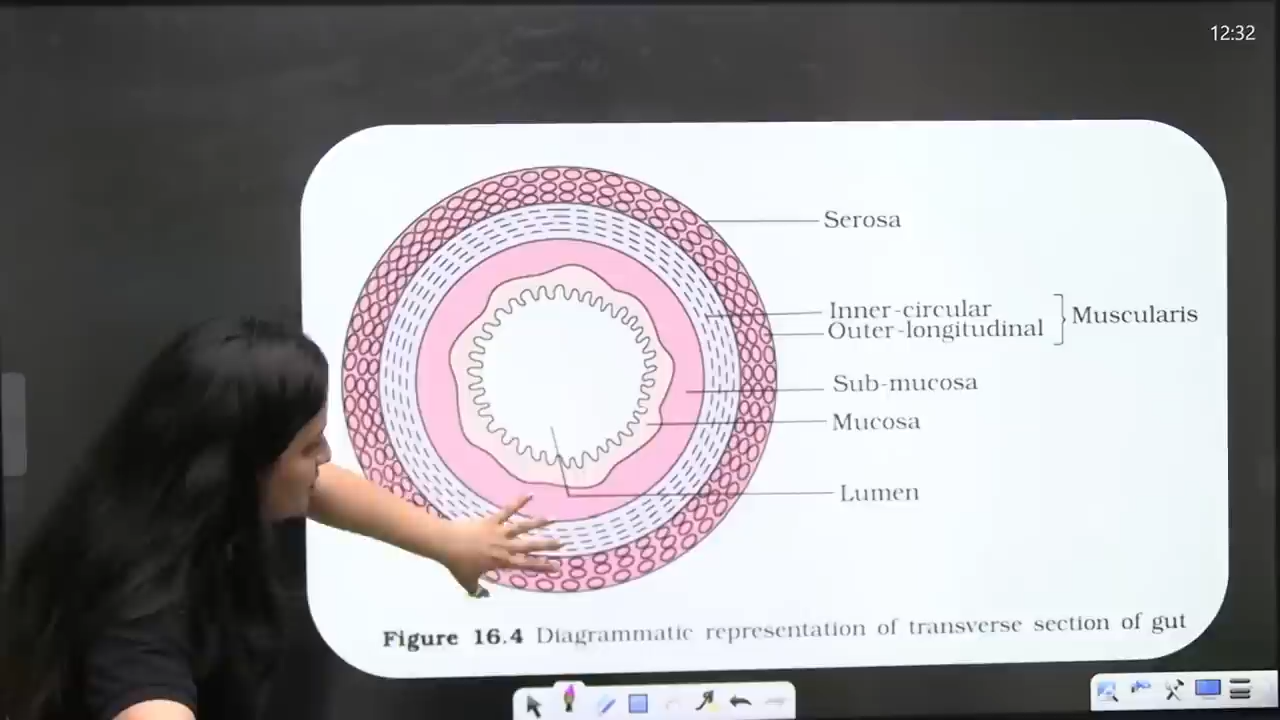 12:32
Serosa
Inner-circular
Outer-longitudinal
Muscularis
Sub-mucosa
Mucosa
Lumen
Figure 16.4 Diagrammatic representation of transverse section of gut